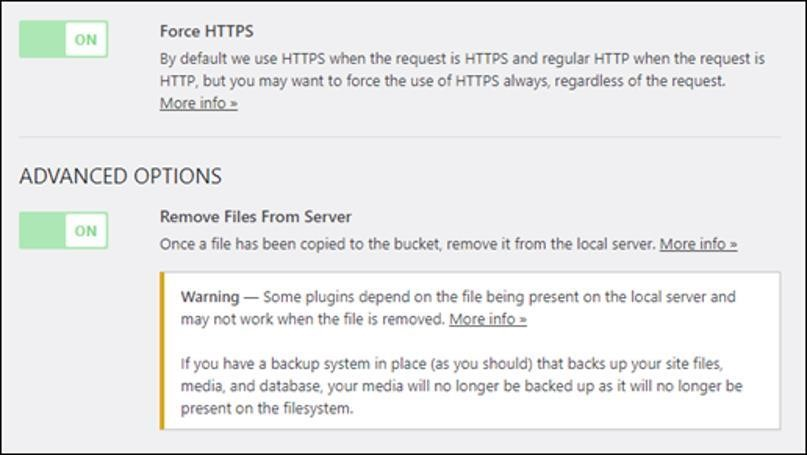 ON
Force HTTPS
By default we use HTTPS when the request is HTTPS and regular HTTP when the request is
HTTP, but you may want to force the use of HTTPS always, regardless of the request.
More info »
ADVANCED OPTIONS
ON
Remove Files From Server
Once a file has been copied to the bucket, remove it from the local server. More info »
Warning — Some plugins depend on the file being present on the local server and
may not work when the file is removed. More info »
If you have a backup system in place (as you should) that backs up your site files,
media, and database, your media will no longer be backed up as it will no longer be
present on the filesystem.